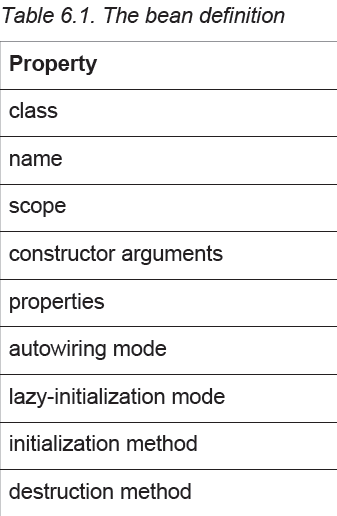 Table 6.1. The bean definition
Property
class
name
scope
constructor arguments
properties
autowiring mode
lazy-initialization mode
initialization method
destruction method